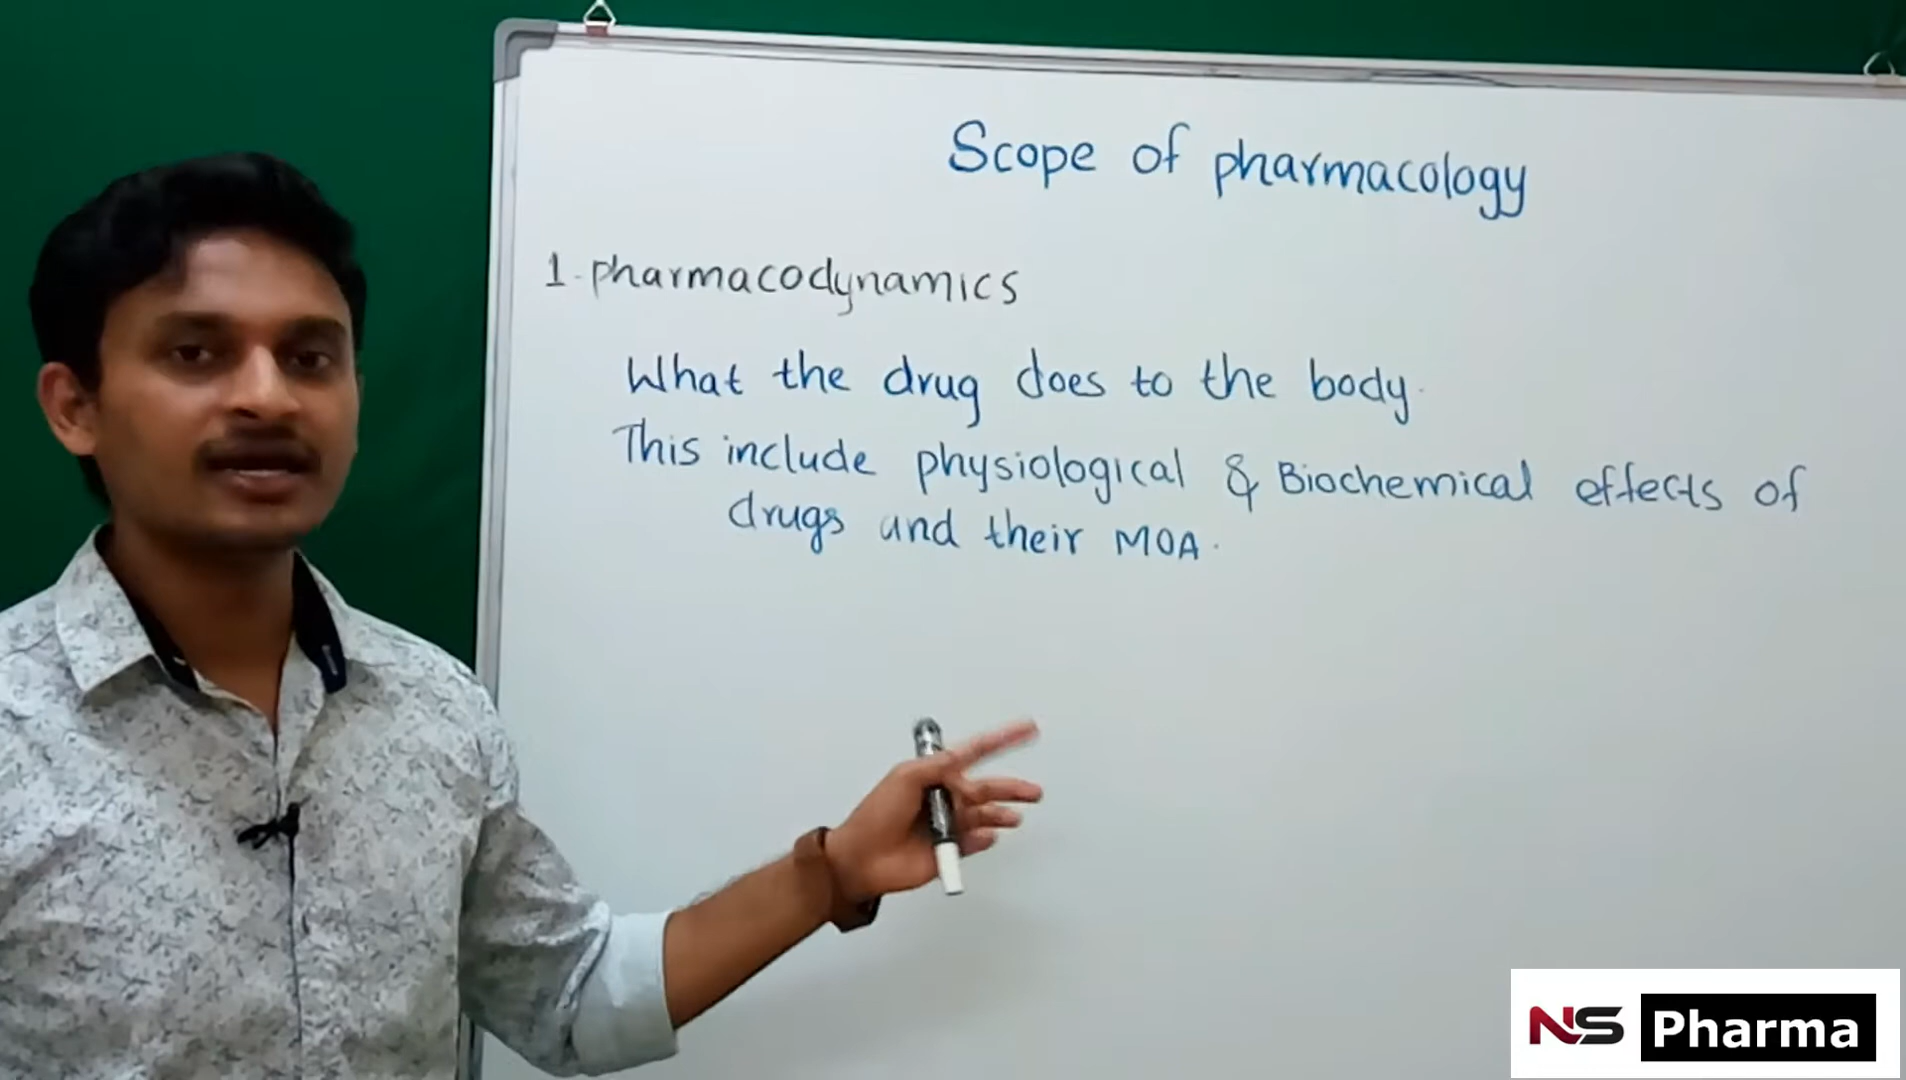 Scope of pharmacology
1. pharmacodynamics
What the drug does to the body.
This include physiological & Biochemical effects of
drugs and their MOA.
NS Pharma